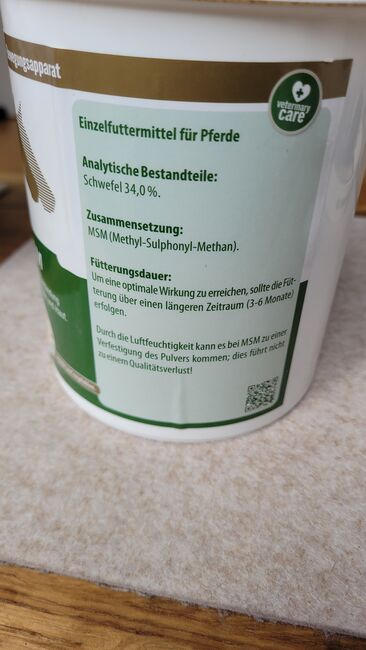 wegungsapparat
veterinary
care
Einzelfuttermittel für Pferde
Analytische Bestandteile:
Schwefel 34,0 %.
Zusammensetzung:
MSM (Methyl-Sulphonyl-Methan).
Fütterungsdauer:
Um eine optimale Wirkung zu erreichen, sollte die Füt-
terung über einen längeren Zeitraum (3-6 Monate)
erfolgen.
Durch die Luftfeuchtigkeit kann es bei MSM zu einer
Verfestigung des Pulvers kommen; dies führt nicht
zu einem Qualitätsverlust!